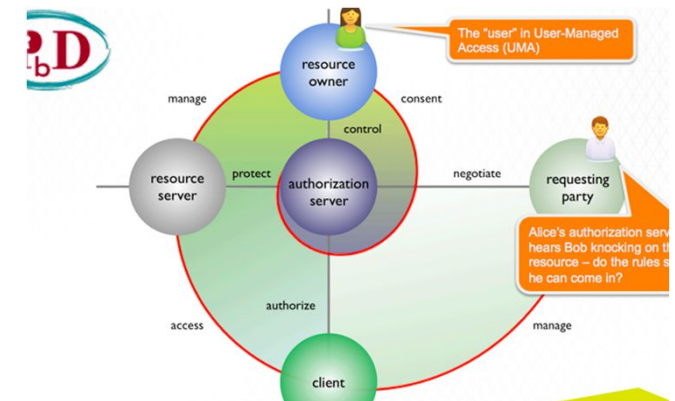 PbD
The "user" in User-Managed
Access (UMA)
resource
owner
manage
consent
control
resource
server
protect
authorization
server
negotiate
requesting
party
Alice's authorization
hears Bob knocking on
resource – do the rules
he can come in?
authorize
access
manage
client